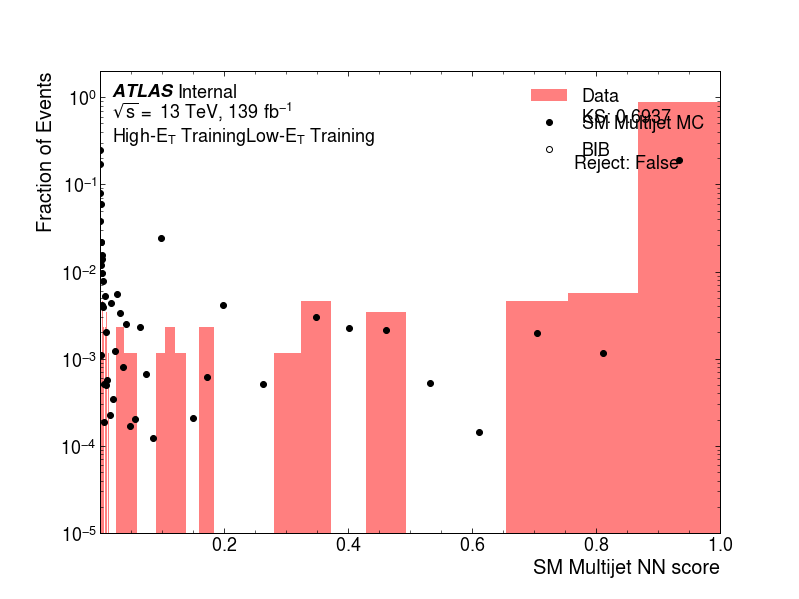 ATLAS Internal
√s = 13 TeV, 139 fb⁻¹
High-E_T TrainingLow-E_T Training
Data
KS: 0.6937
SM Multijet MC
BIB
Reject: False
Fraction of Events
10⁰
10⁻¹
10⁻²
10⁻³
10⁻⁴
10⁻⁵
0.2 0.4 0.6 0.8 1.0
SM Multijet NN score